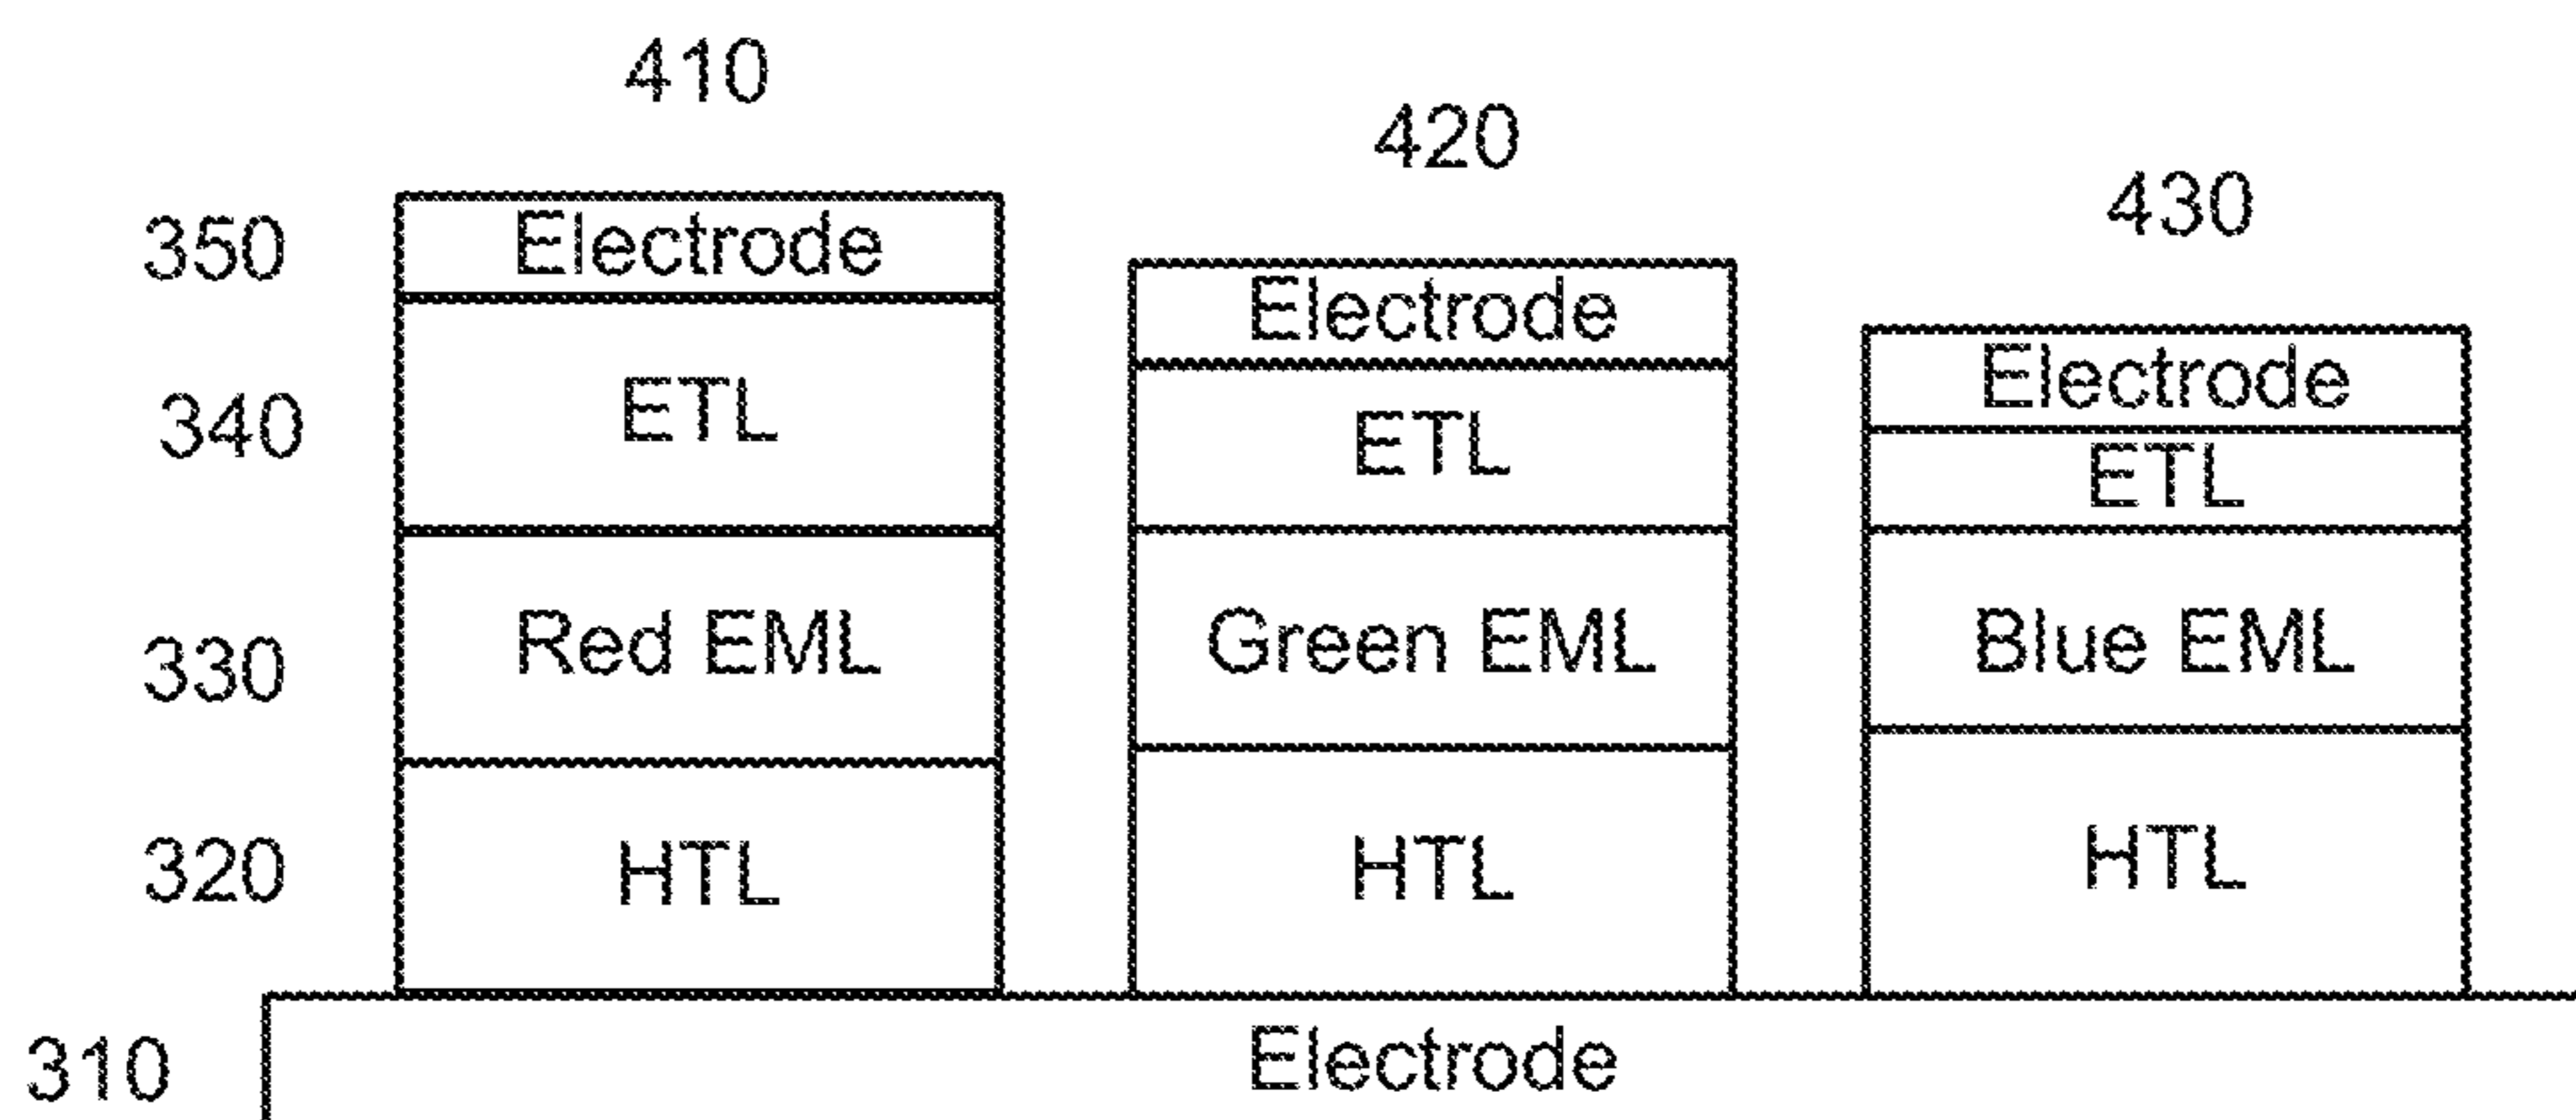 410
420
430
350 Electrode Electrode Electrode
340 ETL ETL ETL
330 Red EML Green EML Blue EML
320 HTL HTL HTL
310 Electrode